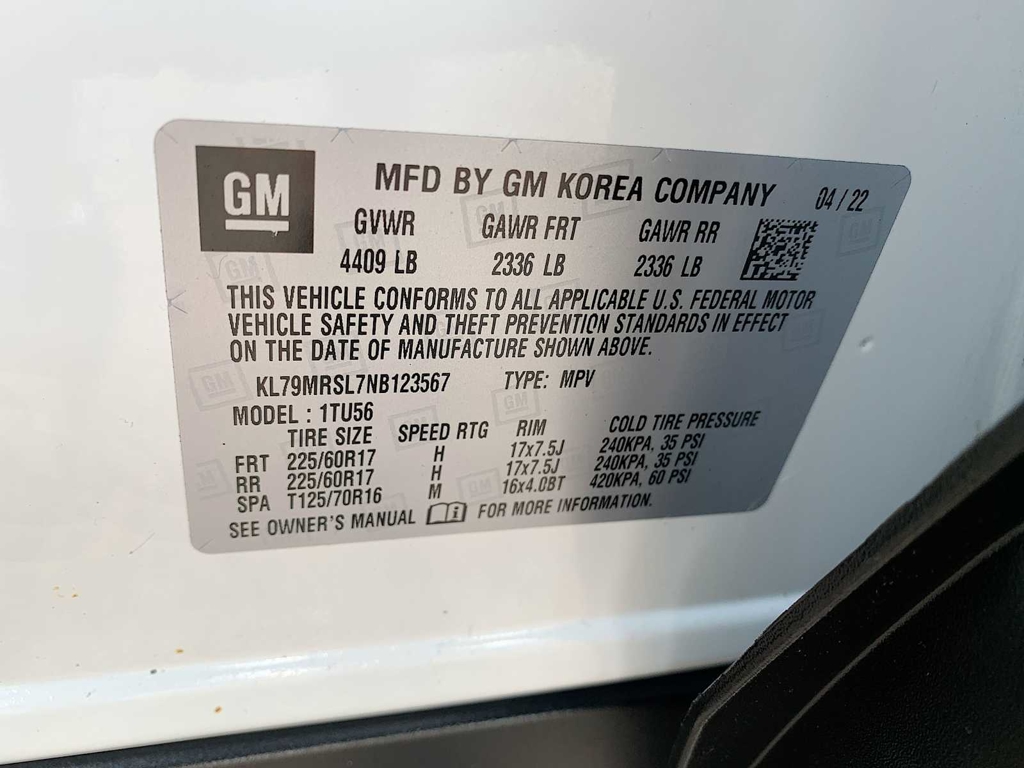 GM
MFD BY GM KOREA COMPANY 04 / 22
GVWR GAWR FRT GAWR RR
4409 LB 2336 LB 2336 LB
THIS VEHICLE CONFORMS TO ALL APPLICABLE U.S. FEDERAL MOTOR
VEHICLE SAFETY AND THEFT PREVENTION STANDARDS IN EFFECT
ON THE DATE OF MANUFACTURE SHOWN ABOVE.
KL79MRSL7NB123567 TYPE: MPV
MODEL : 1TU56
TIRE SIZE SPEED RTG RIM COLD TIRE PRESSURE
FRT 225/60R17 H 17x7.5J 240KPA, 35 PSI
RR 225/60R17 H 17x7.5J 240KPA, 35 PSI
SPA T125/70R16 M 16x4.0BT 420KPA, 60 PSI
SEE OWNER'S MANUAL FOR MORE INFORMATION.